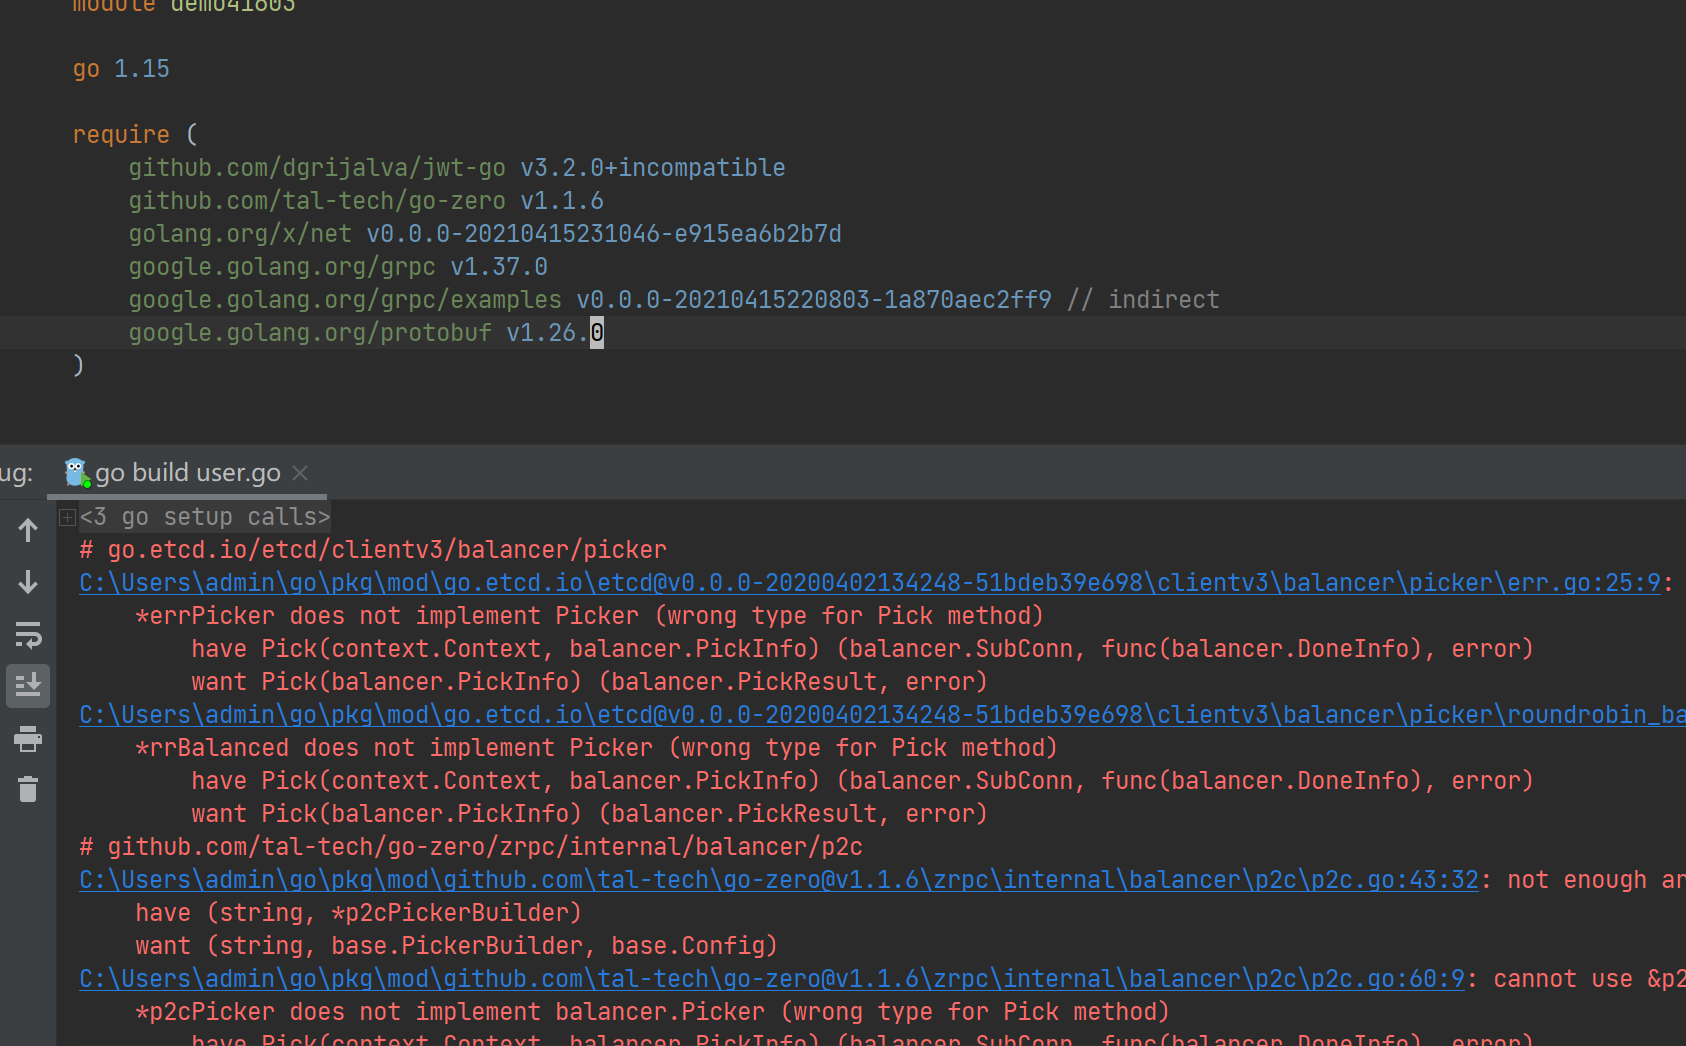 module demo41803
go 1.15
require (
github.com/dgrijalva/jwt-go v3.2.0+incompatible
github.com/tal-tech/go-zero v1.1.6
golang.org/x/net v0.0.0-20210415231046-e915ea6b2b7d
google.golang.org/grpc v1.37.0
google.golang.org/grpc/examples v0.0.0-20210415220803-1a870aec2ff9 // indirect
google.golang.org/protobuf v1.26.0
)
ug: go build user.go
<3 go setup calls>
# go.etcd.io/etcd/clientv3/balancer/picker
C:\Users\admin\go\pkg\mod\go.etcd.io\etcd@v0.0.0-20200402134248-51bdeb39e698\clientv3\balancer\picker\err.go:25:9:
*errPicker does not implement Picker (wrong type for Pick method)
have Pick(context.Context, balancer.PickInfo) (balancer.SubConn, func(balancer.DoneInfo), error)
want Pick(balancer.PickInfo) (balancer.PickResult, error)
C:\Users\admin\go\pkg\mod\go.etcd.io\etcd@v0.0.0-20200402134248-51bdeb39e698\clientv3\balancer\picker\roundrobin_ba
*rrBalanced does not implement Picker (wrong type for Pick method)
have Pick(context.Context, balancer.PickInfo) (balancer.SubConn, func(balancer.DoneInfo), error)
want Pick(balancer.PickInfo) (balancer.PickResult, error)
# github.com/tal-tech/go-zero/zrpc/internal/balancer/p2c
C:\Users\admin\go\pkg\mod\github.com\tal-tech\go-zero@v1.1.6\zrpc\internal\balancer\p2c\p2c.go:43:32: not enough ar
have (string, *p2cPickerBuilder)
want (string, base.PickerBuilder, base.Config)
C:\Users\admin\go\pkg\mod\github.com\tal-tech\go-zero@v1.1.6\zrpc\internal\balancer\p2c\p2c.go:60:9: cannot use &p2
*p2cPicker does not implement balancer.Picker (wrong type for Pick method)
have Pick(context.Context, balancer.PickInfo) (balancer.SubConn, func(balancer.DoneInfo), error)